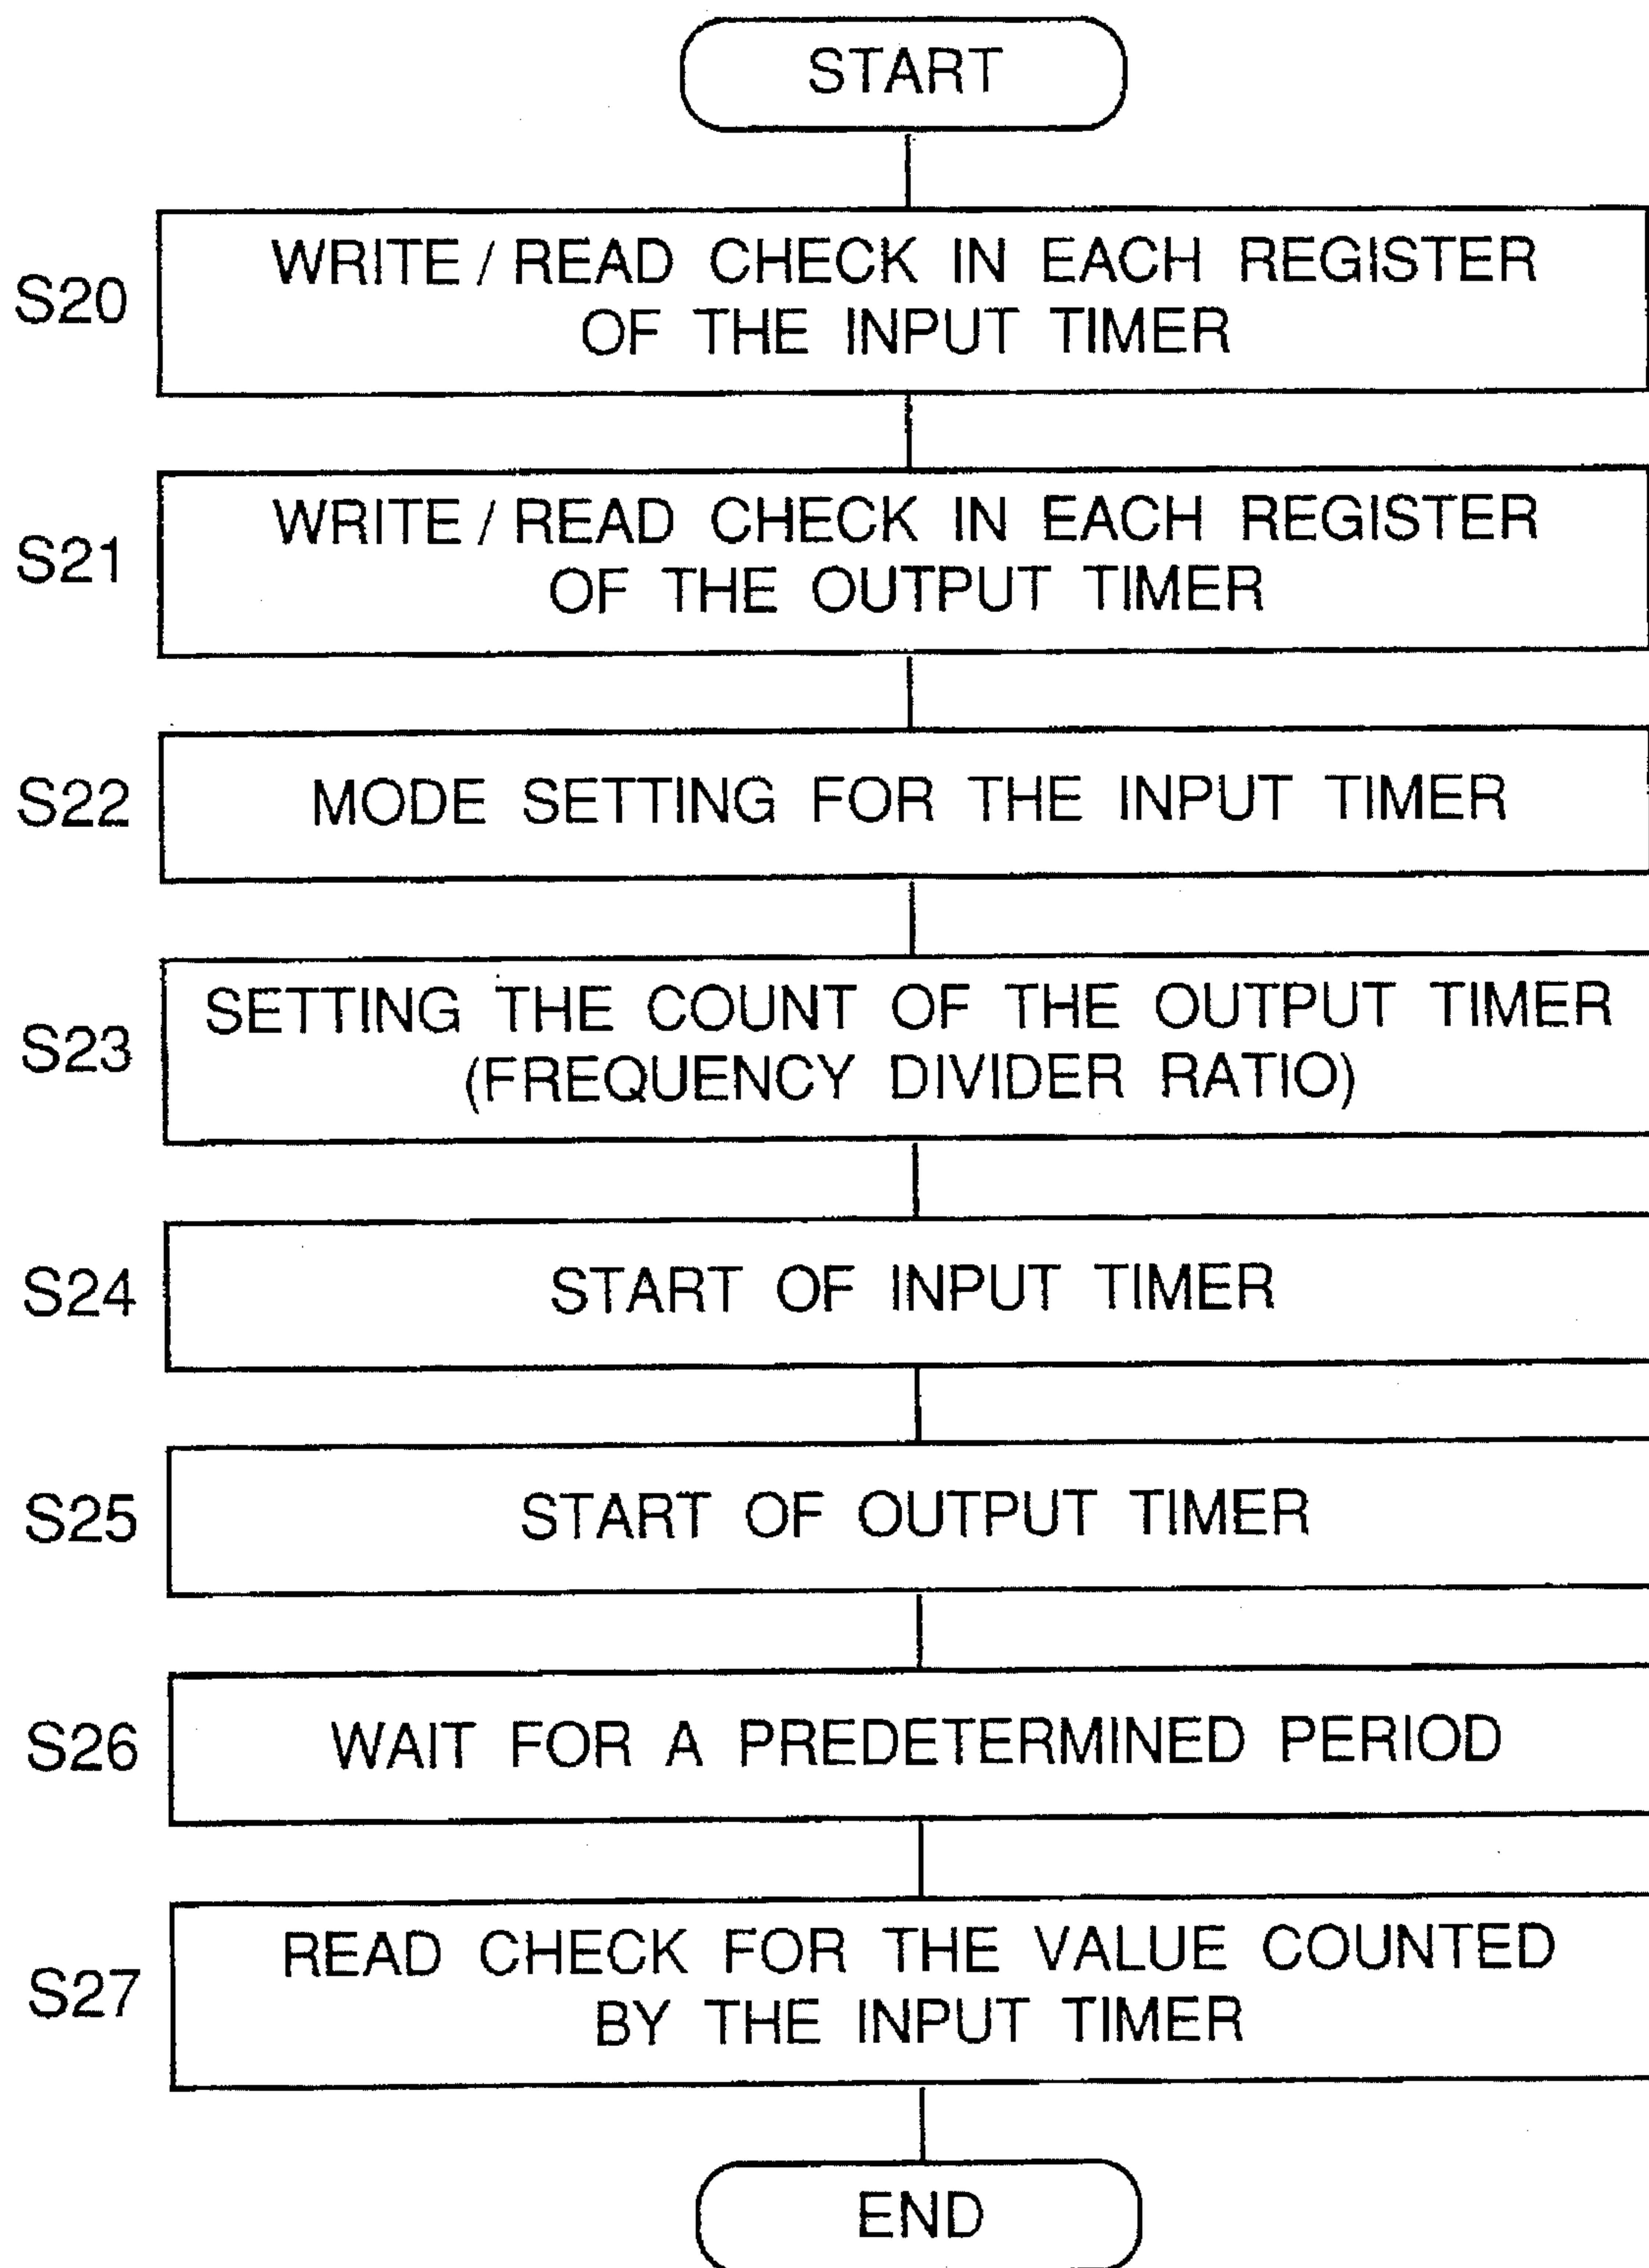 START
S20
WRITE / READ CHECK IN EACH REGISTER
OF THE INPUT TIMER
S21
WRITE / READ CHECK IN EACH REGISTER
OF THE OUTPUT TIMER
S22
MODE SETTING FOR THE INPUT TIMER
S23
SETTING THE COUNT OF THE OUTPUT TIMER
(FREQUENCY DIVIDER RATIO)
S24
START OF INPUT TIMER
S25
START OF OUTPUT TIMER
S26
WAIT FOR A PREDETERMINED PERIOD
S27
READ CHECK FOR THE VALUE COUNTED
BY THE INPUT TIMER
END